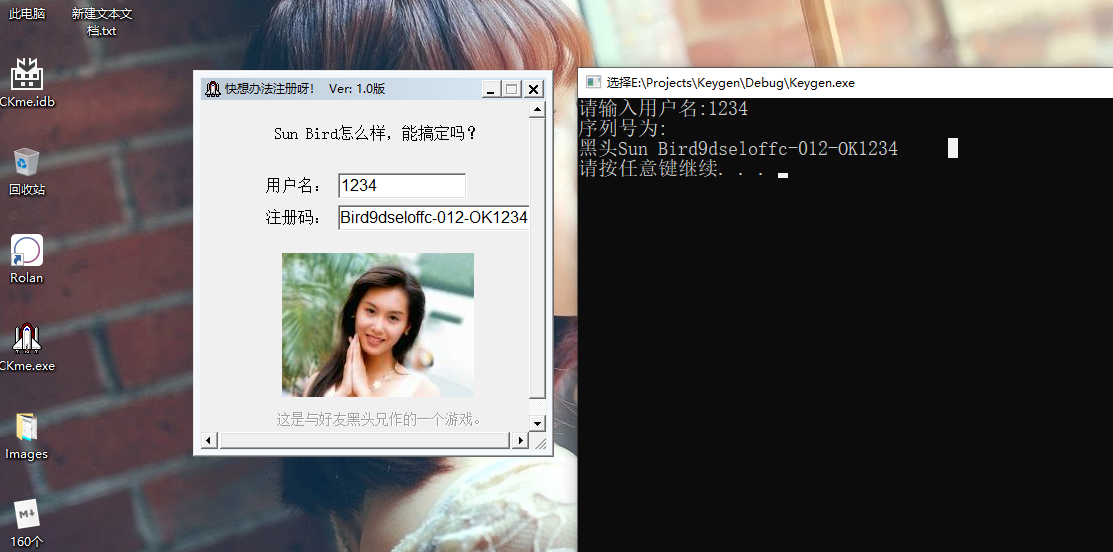 此电脑
新建文本文
档.txt
CKme.idb
回收站
Rolan
CKme.exe
Images
M
160个
快想办法注册呀! Ver: 1.0版
Sun Bird怎么样，能搞定吗?
用户名:
1234
注册码:
Bird9dseloffc-012-OK1234
这是与好友黑头兄作的一个游戏。
选择E:\Projects\Keygen\Debug\Keygen.exe
请输入用户名:1234
序列号为:
黑头Sun Bird9dseloffc-012-OK1234
请按任意键继续. . .